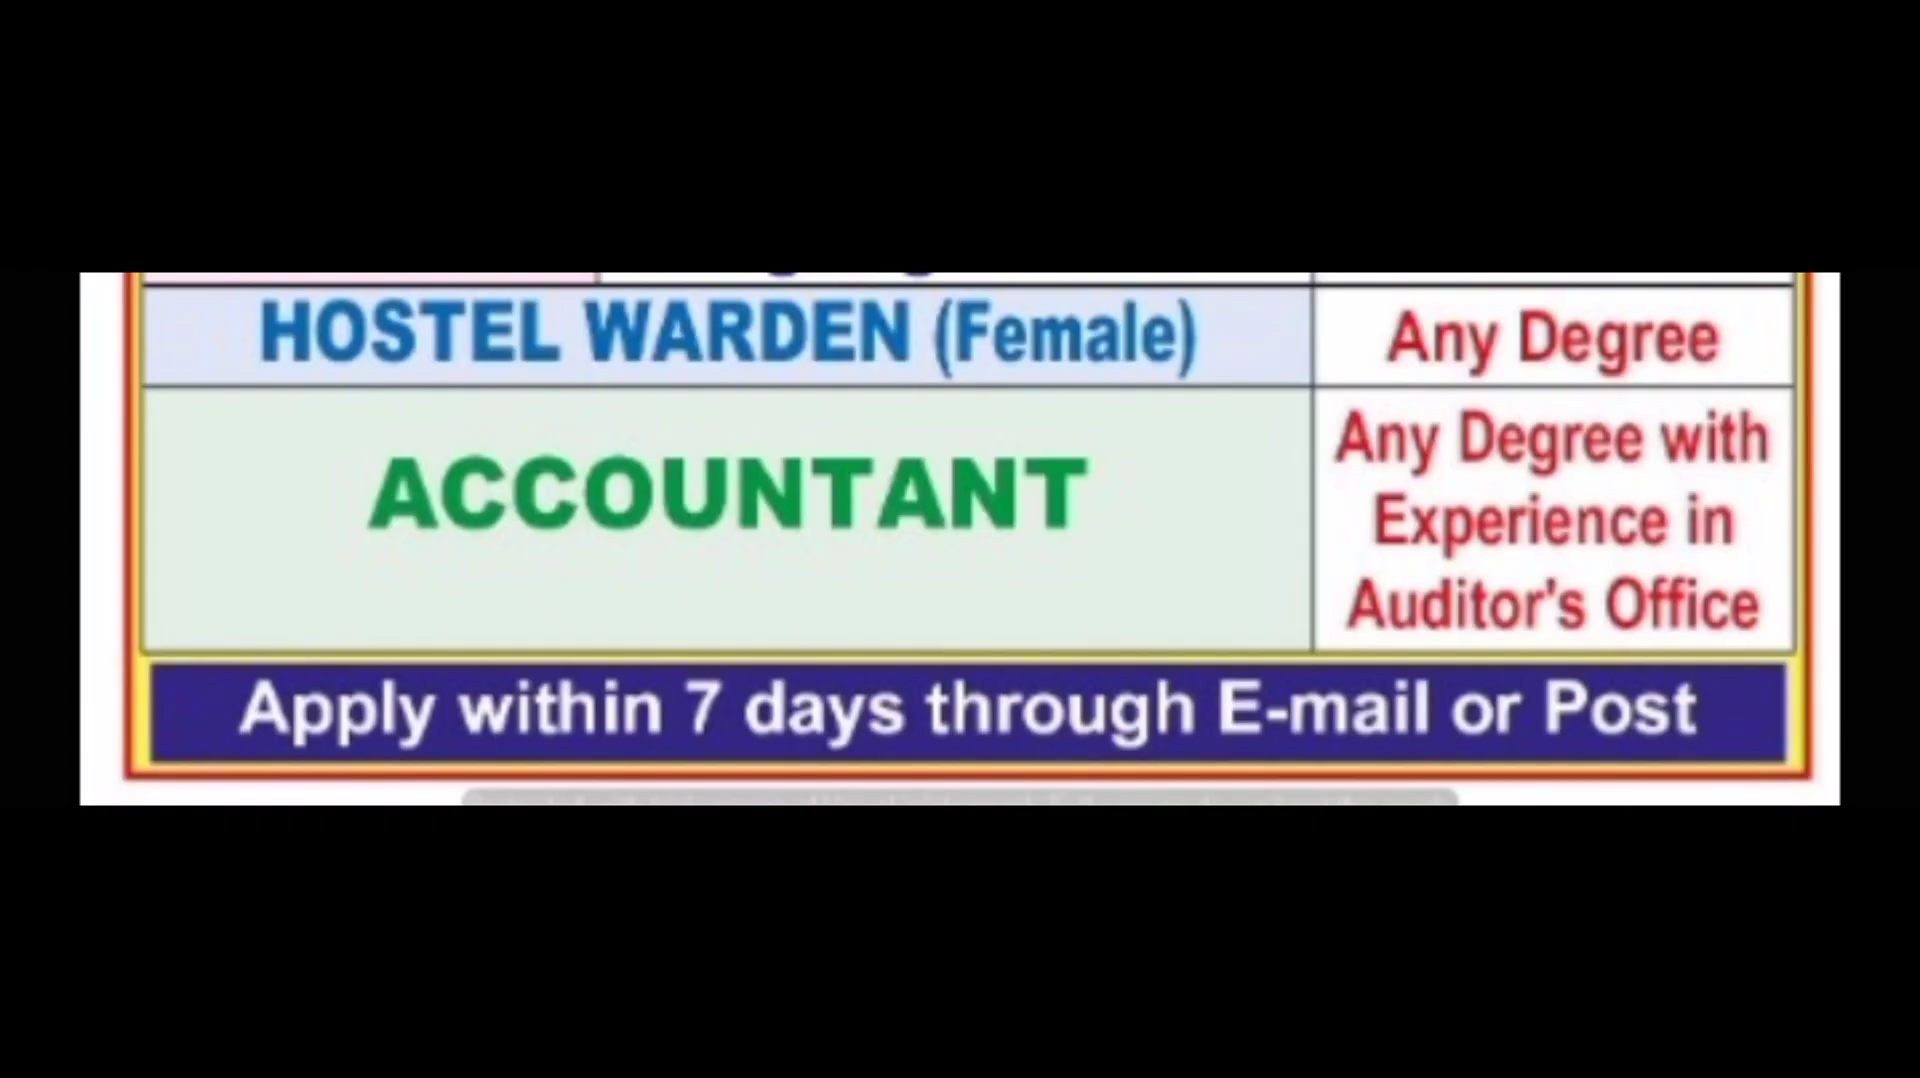 HOSTEL WARDEN (Female)
Any Degree
ACCOUNTANT
Any Degree with
Experience in
Auditor's Office
Apply within 7 days through E-mail or Post